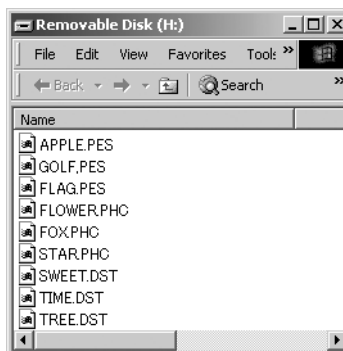 Removable Disk (H:)
File Edit View Favorites Tools »
Back Search »
Name
APPLE.PES
GOLF.PES
FLAG.PES
FLOWER.PHC
FOX.PHC
STAR.PHC
SWEET.DST
TIME.DST
TREE.DST